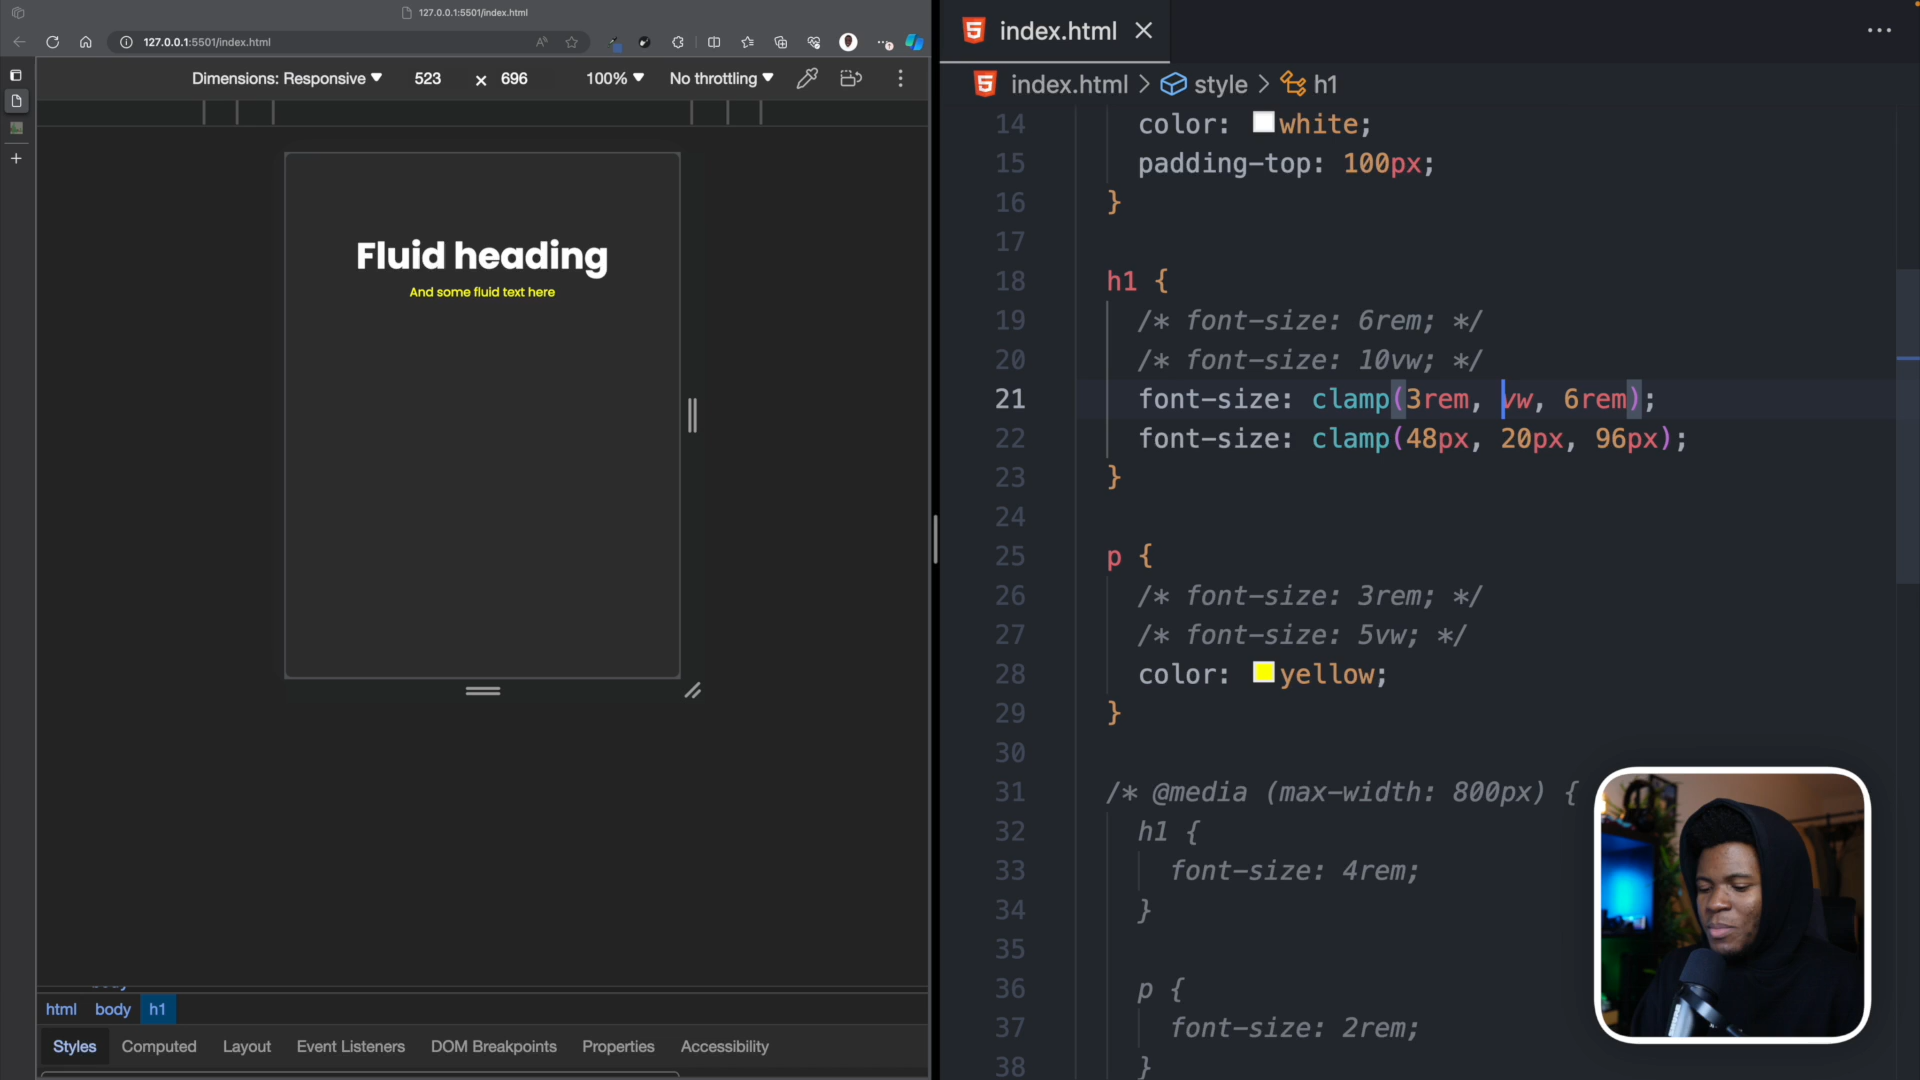 127.0.0.1:5501/index.html
127.0.0.1:5501/index.html
Dimensions: Responsive ▼ 523 × 696 100% ▼ No throttling ▼
Fluid heading
And some fluid text here
html body h1
Styles Computed Layout Event Listeners DOM Breakpoints Properties Accessibility
index.html
index.html > style > h1
14 color: white;
15 padding-top: 100px;
16 }
17
18 h1 {
19 /* font-size: 6rem; */
20 /* font-size: 10vw; */
21 font-size: clamp(3rem, vw, 6rem);
22 font-size: clamp(48px, 20px, 96px);
23 }
24
25 p {
26 /* font-size: 3rem; */
27 /* font-size: 5vw; */
28 color: yellow;
29 }
30
31 /* @media (max-width: 800px) {
32 h1 {
33 font-size: 4rem;
34 }
35
36 p {
37 font-size: 2rem;
38 }